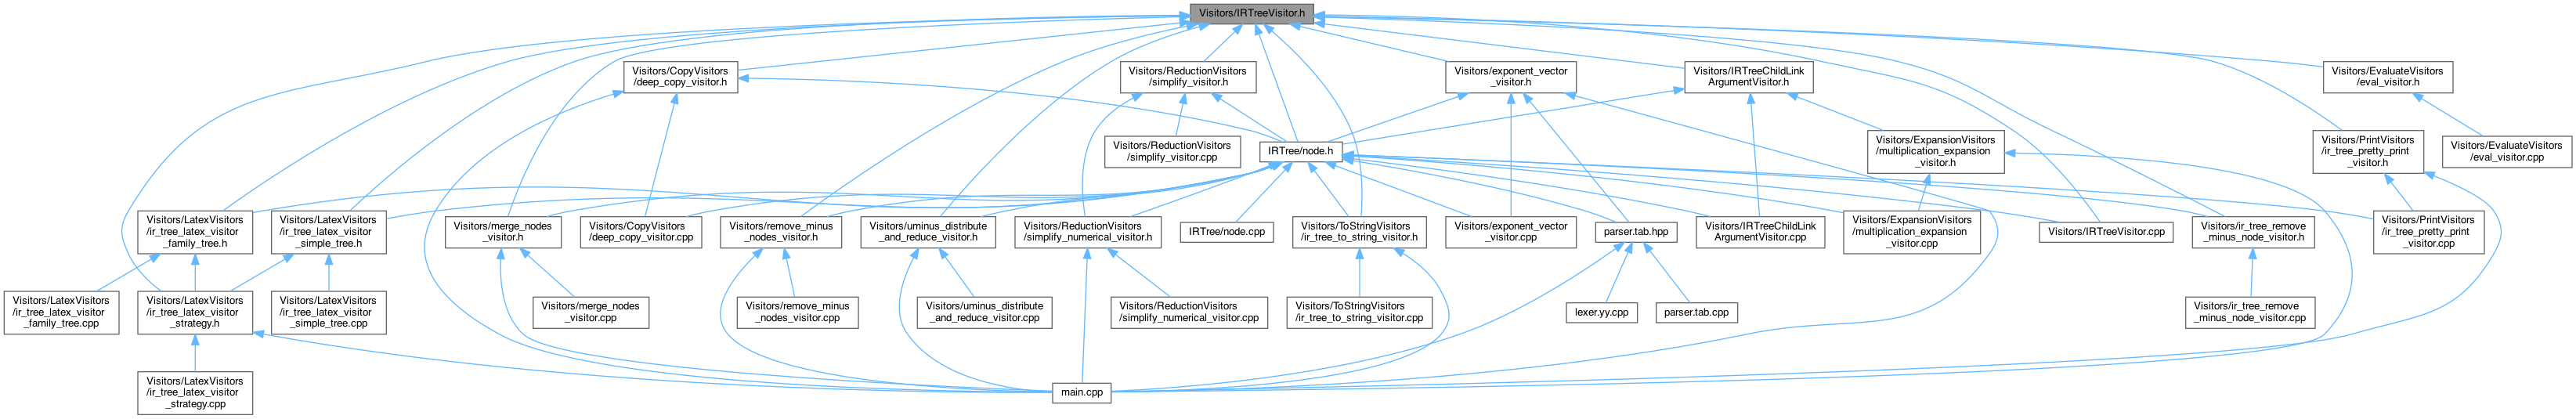 Visitors/IRTreeVisitor.h
Visitors/CopyVisitors
/deep_copy_visitor.h
Visitors/ReductionVisitors
/simplify_visitor.h
Visitors/exponent_vector
_visitor.h
Visitors/IRTreeChildLink
ArgumentVisitor.h
Visitors/EvaluateVisitors
/eval_visitor.h
Visitors/ReductionVisitors
/simplify_visitor.cpp
IRTree/node.h
Visitors/ExpansionVisitors
/multiplication_expansion
_visitor.h
Visitors/PrintVisitors
/ir_tree_pretty_print
_visitor.h
Visitors/EvaluateVisitors
/eval_visitor.cpp
Visitors/LatexVisitors
/ir_tree_latex_visitor
_family_tree.h
Visitors/LatexVisitors
/ir_tree_latex_visitor
_simple_tree.h
Visitors/merge_nodes
_visitor.h
Visitors/CopyVisitors
/deep_copy_visitor.cpp
Visitors/remove_minus
_nodes_visitor.h
Visitors/uminus_distribute
_and_reduce_visitor.h
Visitors/ReductionVisitors
/simplify_numerical_visitor.h
IRTree/node.cpp
Visitors/ToStringVisitors
/ir_tree_to_string_visitor.h
Visitors/exponent_vector
_visitor.cpp
parser.tab.hpp
Visitors/IRTreeChildLink
ArgumentVisitor.cpp
Visitors/ExpansionVisitors
/multiplication_expansion
_visitor.cpp
Visitors/IRTreeVisitor.cpp
Visitors/ir_tree_remove
_minus_node_visitor.h
Visitors/PrintVisitors
/ir_tree_pretty_print
_visitor.cpp
Visitors/LatexVisitors
/ir_tree_latex_visitor
_family_tree.cpp
Visitors/LatexVisitors
/ir_tree_latex_visitor
_strategy.h
Visitors/LatexVisitors
/ir_tree_latex_visitor
_simple_tree.cpp
Visitors/merge_nodes
_visitor.cpp
Visitors/remove_minus
_nodes_visitor.cpp
Visitors/uminus_distribute
_and_reduce_visitor.cpp
Visitors/ReductionVisitors
/simplify_numerical_visitor.cpp
Visitors/ToStringVisitors
/ir_tree_to_string_visitor.cpp
lexer.yy.cpp
parser.tab.cpp
Visitors/ir_tree_remove
_minus_node_visitor.cpp
Visitors/LatexVisitors
/ir_tree_latex_visitor
_strategy.cpp
main.cpp